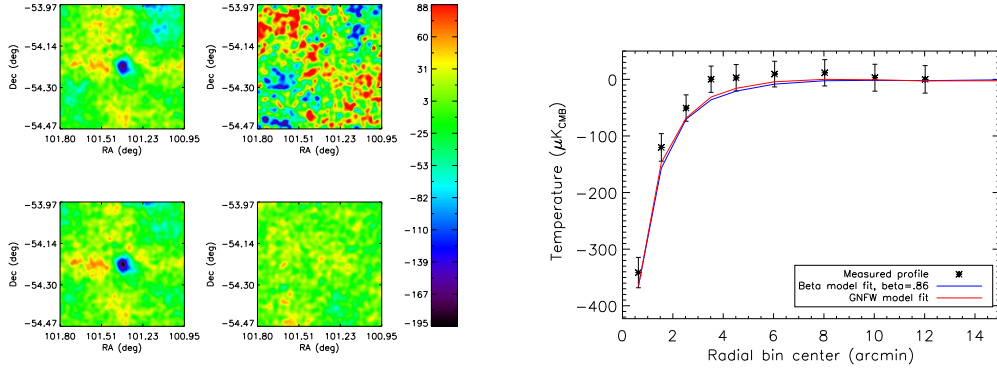 −53.97
−54.14
−54.30
−54.47
Dec (deg)
101.80 101.51 101.23 100.95
RA (deg)
−53.97
−54.14
−54.30
−54.47
Dec (deg)
101.80 101.51 101.23 100.95
RA (deg)
−53.97
−54.14
−54.30
−54.47
Dec (deg)
101.80 101.51 101.23 100.95
RA (deg)
−53.97
−54.14
−54.30
−54.47
Dec (deg)
101.80 101.51 101.23 100.95
RA (deg)
88
60
31
3
−25
−53
−82
−110
−139
−167
−195
0
−100
−200
−300
−400
Temperature (μK_CMB)
Measured profile
Beta model fit, beta=.86
GNFW model fit
0 2 4 6 8 10 12 14
Radial bin center (arcmin)